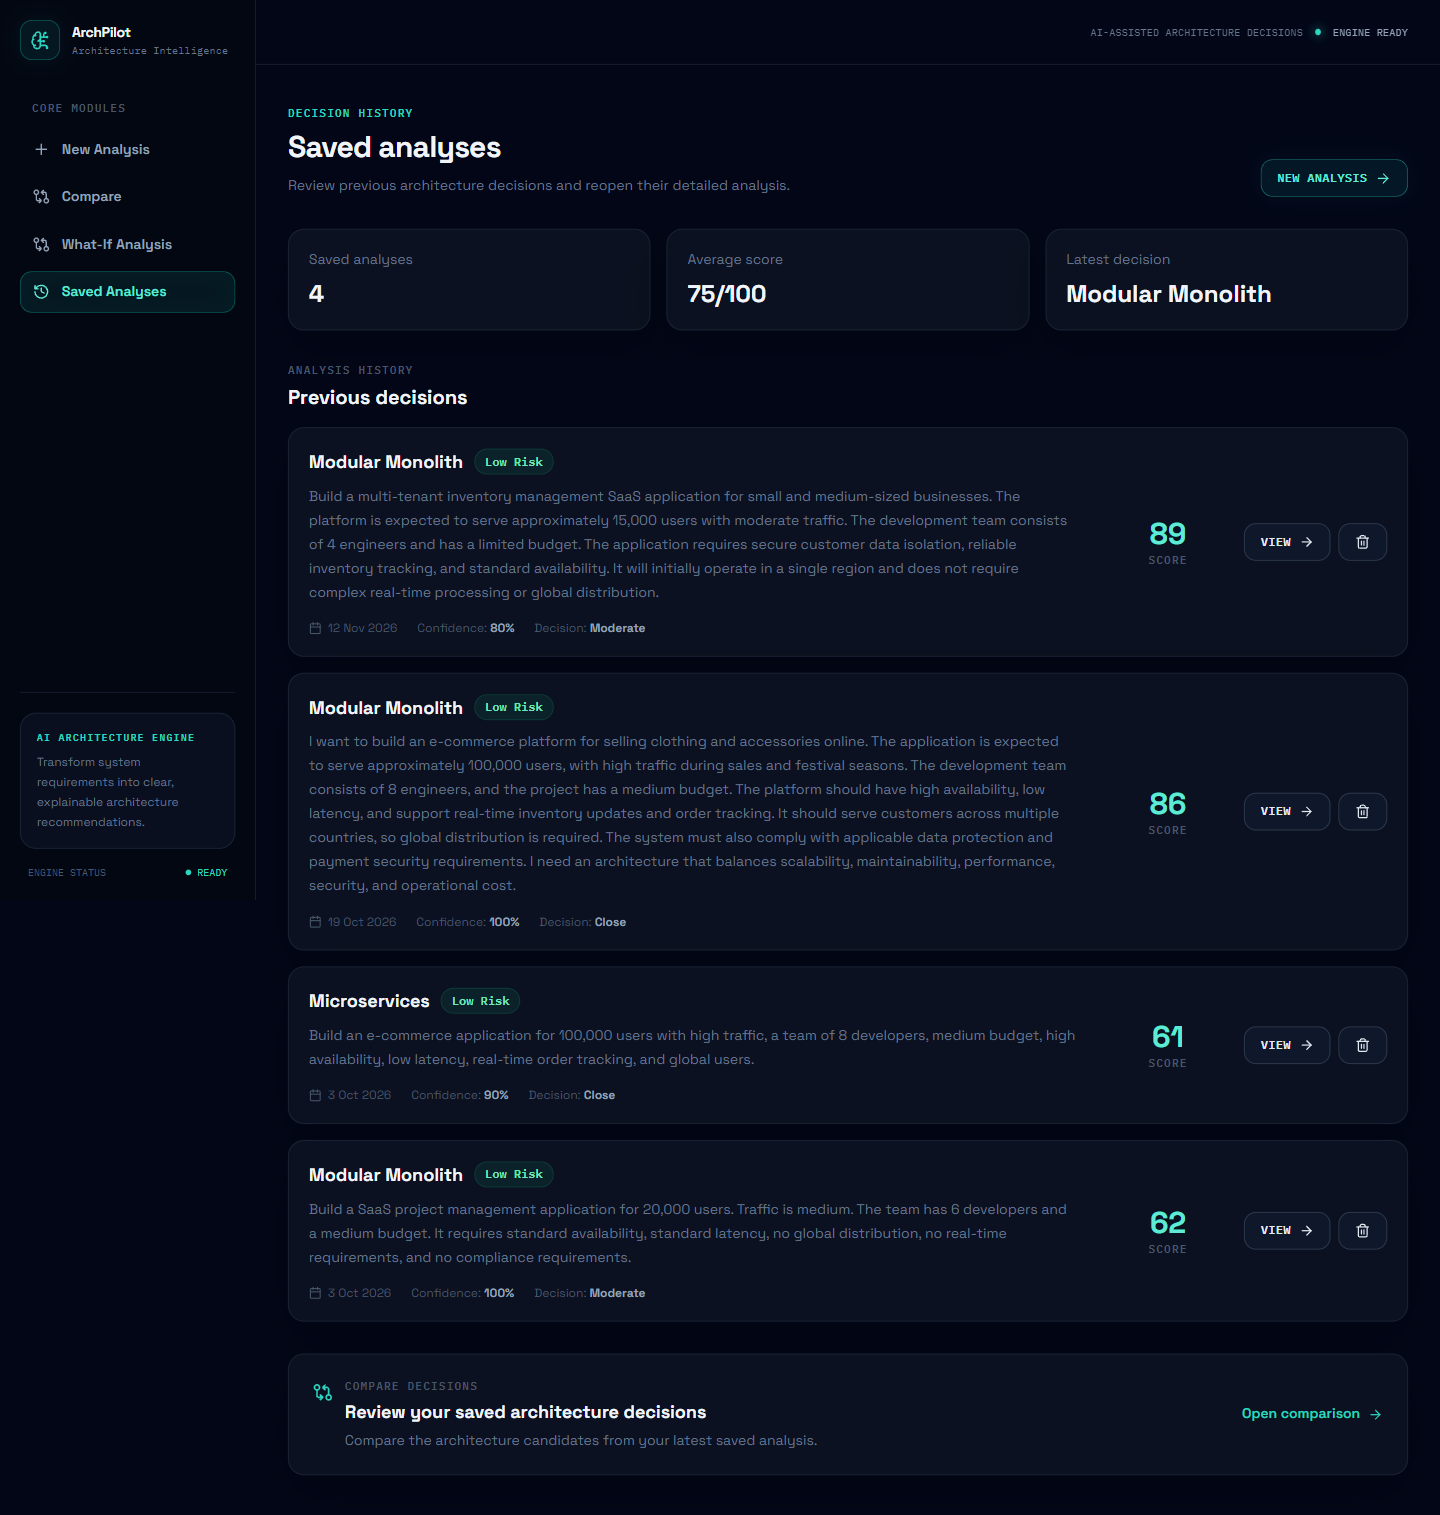 ArchPilot
Architecture Intelligence
CORE MODULES
New Analysis
Compare
What-If Analysis
Saved Analyses
AI ARCHITECTURE ENGINE
Transform system
requirements into clear,
explainable architecture
recommendations.
ENGINE STATUS
READY
AI-ASSISTED ARCHITECTURE DECISIONS
ENGINE READY
DECISION HISTORY
Saved analyses
Review previous architecture decisions and reopen their detailed analysis.
NEW ANALYSIS
Saved analyses
4
Average score
75/100
Latest decision
Modular Monolith
ANALYSIS HISTORY
Previous decisions
Modular Monolith
Low Risk
Build a multi-tenant inventory management SaaS application for small and medium-sized businesses. The
platform is expected to serve approximately 15,000 users with moderate traffic. The development team consists
of 4 engineers and has a limited budget. The application requires secure customer data isolation, reliable
inventory tracking, and standard availability. It will initially operate in a single region and does not require
complex real-time processing or global distribution.
12 Nov 2026
Confidence: 80%
Decision: Moderate
89
SCORE
VIEW
Modular Monolith
Low Risk
I want to build an e-commerce platform for selling clothing and accessories online. The application is expected
to serve approximately 100,000 users, with high traffic during sales and festival seasons. The development team
consists of 8 engineers, and the project has a medium budget. The platform should have high availability, low
latency, and support real-time inventory updates and order tracking. It should serve customers across multiple
countries, so global distribution is required. The system must also comply with applicable data protection and
payment security requirements. I need an architecture that balances scalability, maintainability, performance,
security, and operational cost.
19 Oct 2026
Confidence: 100%
Decision: Close
86
SCORE
VIEW
Microservices
Low Risk
Build an e-commerce application for 100,000 users with high traffic, a team of 8 developers, medium budget, high
availability, low latency, real-time order tracking, and global users.
3 Oct 2026
Confidence: 90%
Decision: Close
61
SCORE
VIEW
Modular Monolith
Low Risk
Build a SaaS project management application for 20,000 users. Traffic is medium. The team has 6 developers and
a medium budget. It requires standard availability, standard latency, no global distribution, no real-time
requirements, and no compliance requirements.
3 Oct 2026
Confidence: 100%
Decision: Moderate
62
SCORE
VIEW
COMPARE DECISIONS
Review your saved architecture decisions
Compare the architecture candidates from your latest saved analysis.
Open comparison